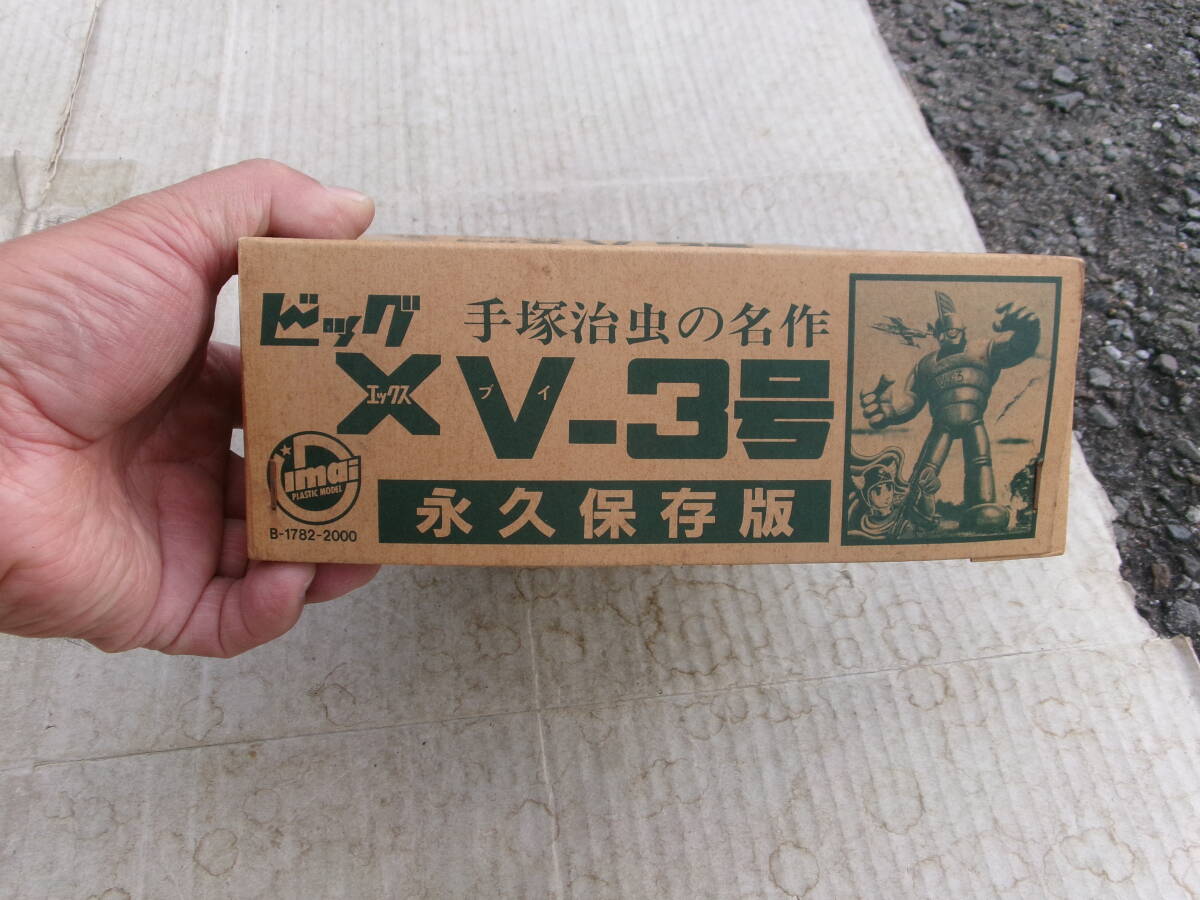 ビッグ
X
エックス
手塚治虫の名作
V-3号
ブイ
永久保存版
imai
PLASTIC MODEL
B-1782-2000
V-3